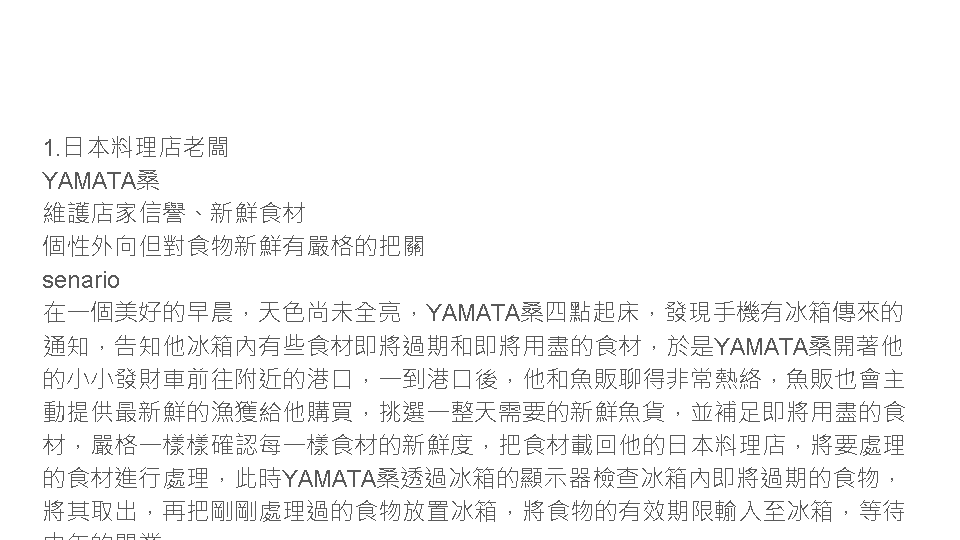 1.日本料理店老闆
YAMATA桑
維護店家信譽、新鮮食材
個性外向但對食物新鮮有嚴格的把關
senario
在一個美好的早晨，天色尚未全亮，YAMATA桑四點起床，發現手機有冰箱傳來的
通知，告知他冰箱內有些食材即將過期和即將用盡的食材，於是YAMATA桑開著他
的小小發財車前往附近的港口，一到港口後，他和魚販聊得非常熱絡，魚販也會主
動提供最新鮮的漁獲給他購買，挑選一整天需要的新鮮魚貨，並補足即將用盡的食
材，嚴格一樣樣確認每一樣食材的新鮮度，把食材載回他的日本料理店，將要處理
的食材進行處理，此時YAMATA桑透過冰箱的顯示器檢查冰箱內即將過期的食物，
將其取出，再把剛剛處理過的食物放置冰箱，將食物的有效期限輸入至冰箱，等待